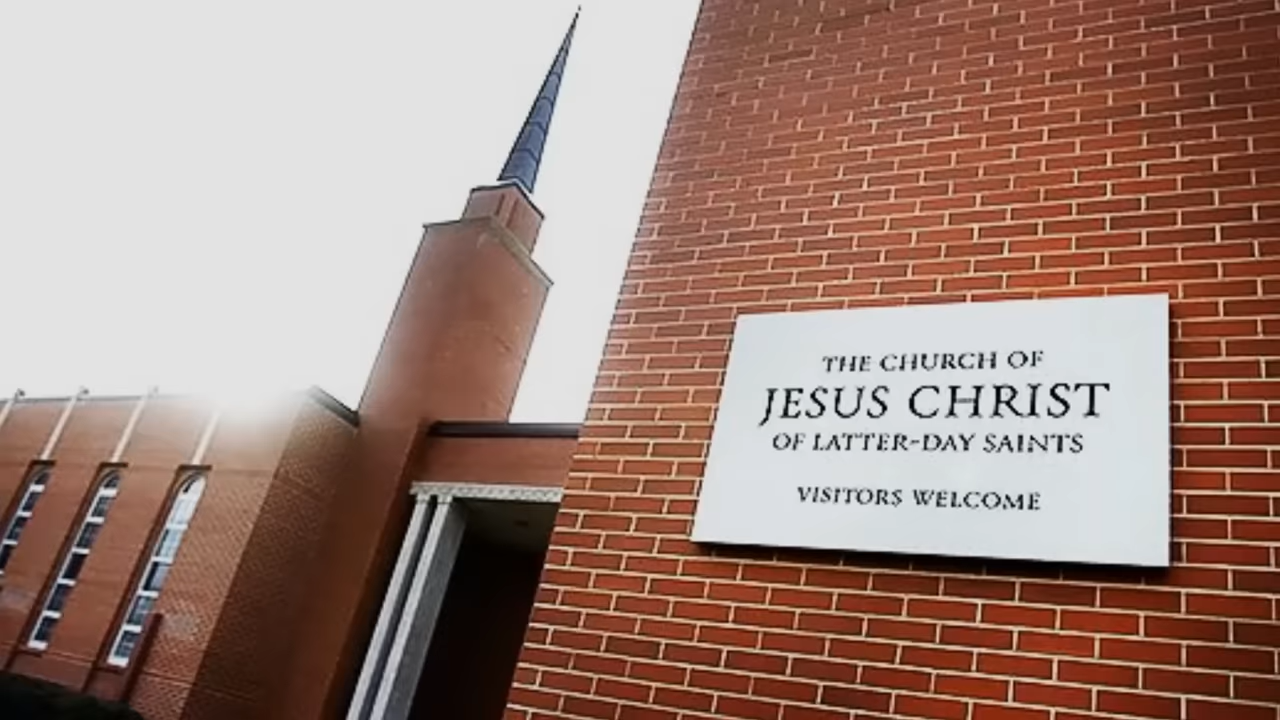 THE CHURCH OF
JESUS CHRIST
OF LATTER-DAY SAINTS
VISITORS WELCOME